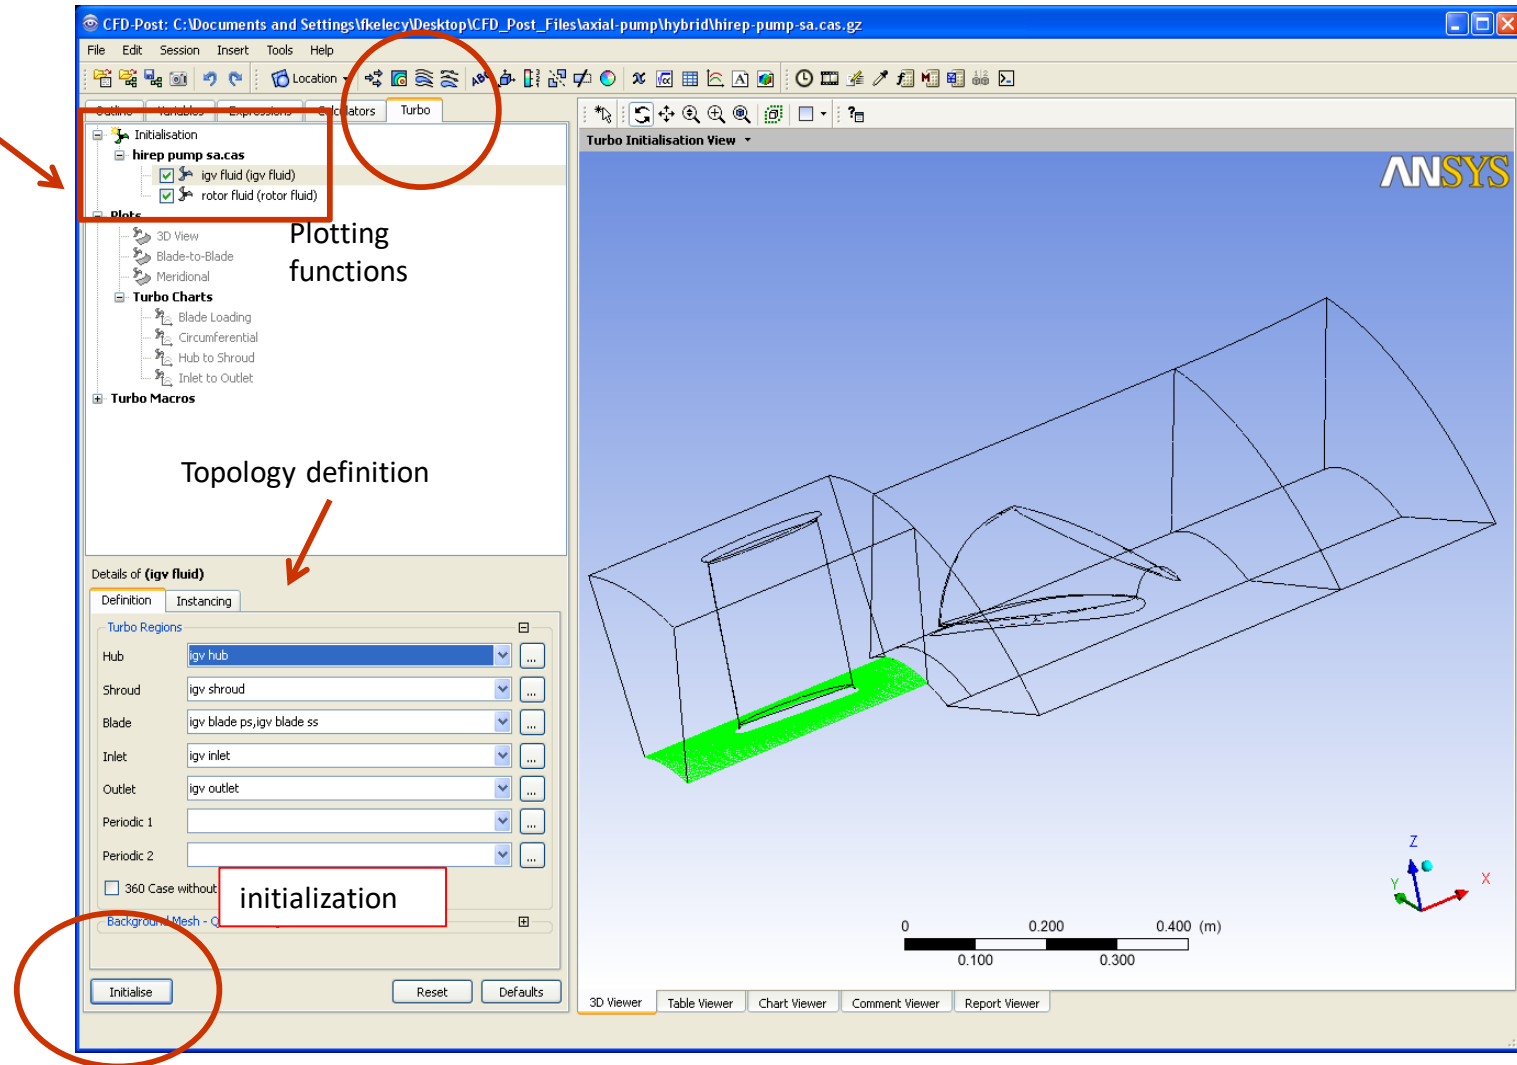 CFD-Post: C:\Documents and Settings\fkelecy\Desktop\CFD_Post_Files\axial-pump\hybrid\hirep-pump-sa.cas.gz
File Edit Session Insert Tools Help
Location
Outline Variables Expressions Calculators Turbo
Initialisation
hirep pump sa.cas
igv fluid (igv fluid)
rotor fluid (rotor fluid)
Plots
3D View
Blade-to-Blade
Meridional
Turbo Charts
Blade Loading
Circumferential
Hub to Shroud
Inlet to Outlet
Turbo Macros
Plotting
functions
Topology definition
Details of (igv fluid)
Definition Instancing
Turbo Regions
Hub igv hub ...
Shroud igv shroud ...
Blade igv blade ps,igv blade ss ...
Inlet igv inlet ...
Outlet igv outlet ...
Periodic 1 ...
Periodic 2 ...
360 Case without
initialization
Background Mesh -
Initialise Reset Defaults
Turbo Initialisation View
ANSYS
Z
Y
X
0 0.200 0.400 (m)
0.100 0.300
3D Viewer Table Viewer Chart Viewer Comment Viewer Report Viewer